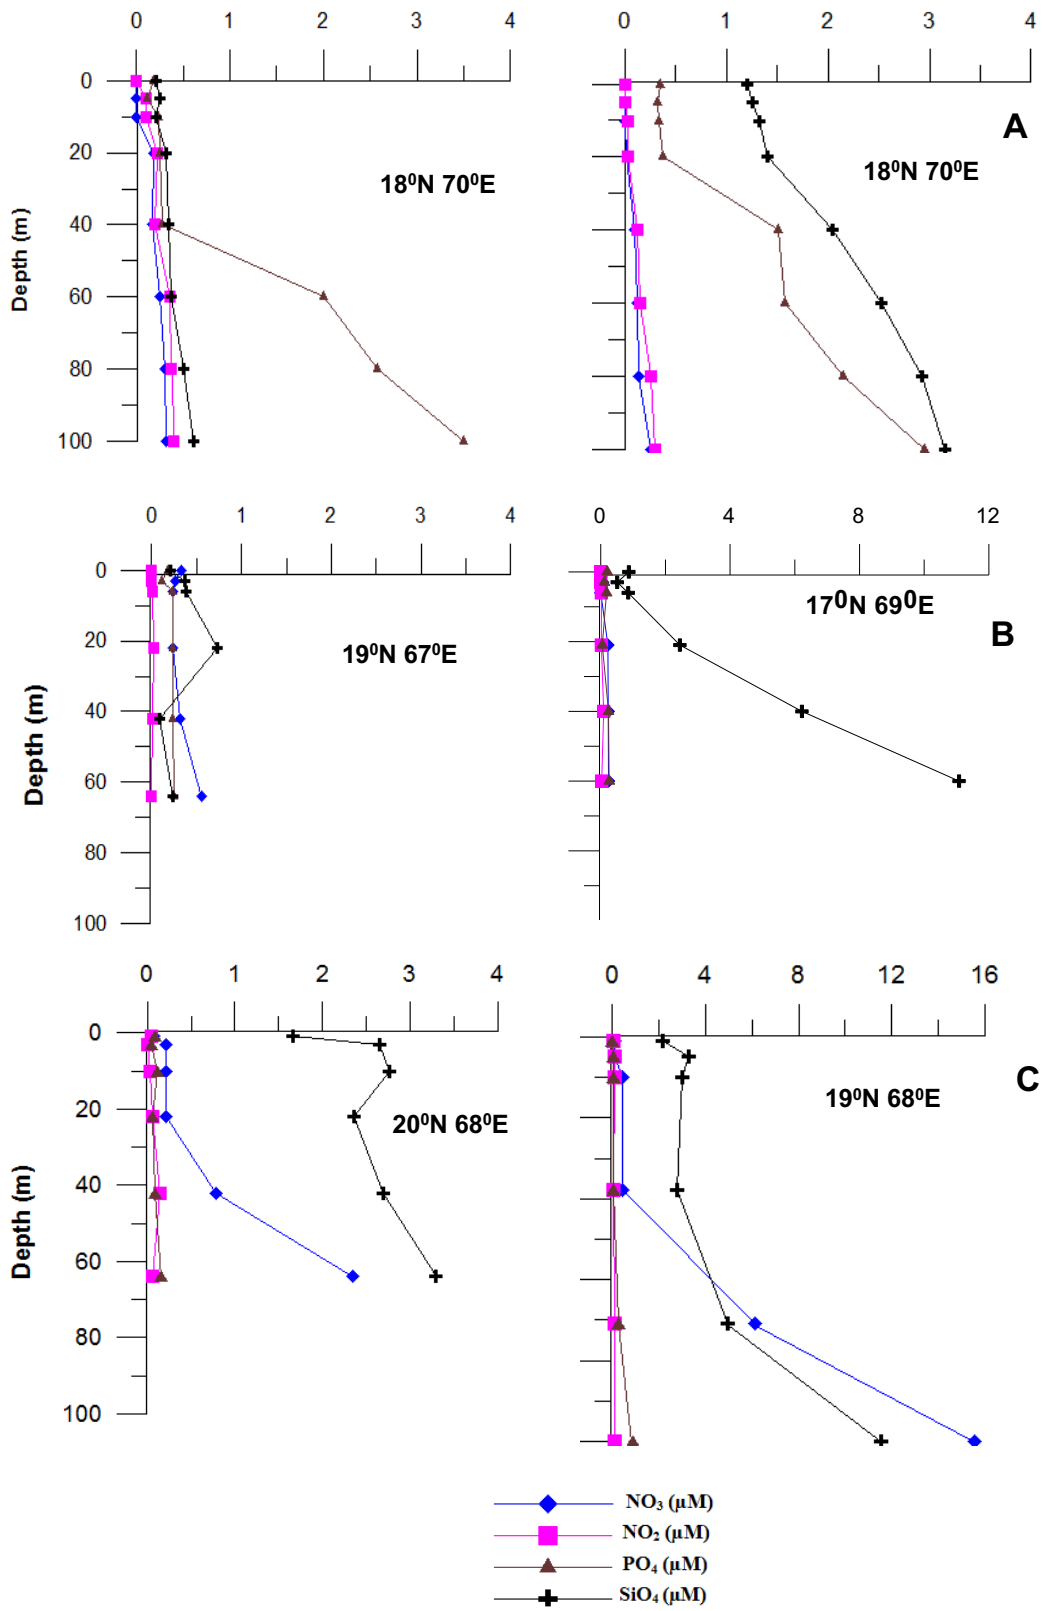 0 1 2 3 4
0 1 2 3 4
0
20
40
60
80
100
Depth (m)
18⁰N 70⁰E
18⁰N 70⁰E
A
0 1 2 3 4
0 4 8 12
0
20
40
60
80
100
Depth (m)
19⁰N 67⁰E
17⁰N 69⁰E
B
0 1 2 3 4
0 4 8 12 16
0
20
40
60
80
100
Depth (m)
20⁰N 68⁰E
19⁰N 68⁰E
C
NO₃ (µM)
NO₂ (µM)
PO₄ (µM)
SiO₄ (µM)